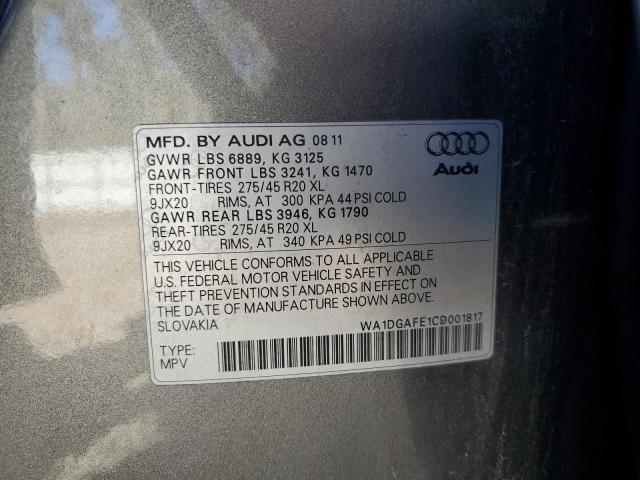 MFD. BY AUDI AG 08 11
GVWR LBS 6889, KG 3125
GAWR FRONT LBS 3241, KG 1470
FRONT-TIRES 275/45 R20 XL
9JX20 RIMS, AT 300 KPA 44 PSI COLD
GAWR REAR LBS 3946, KG 1790
REAR-TIRES 275/45 R20 XL
9JX20 RIMS, AT 340 KPA 49 PSI COLD
Audi
THIS VEHICLE CONFORMS TO ALL APPLICABLE
U.S. FEDERAL MOTOR VEHICLE SAFETY AND
THEFT PREVENTION STANDARDS IN EFFECT ON
THE DATE OF MANUFACTURE SHOWN ABOVE.
SLOVAKIA WA1DGAFE1CD001817
TYPE:
MPV